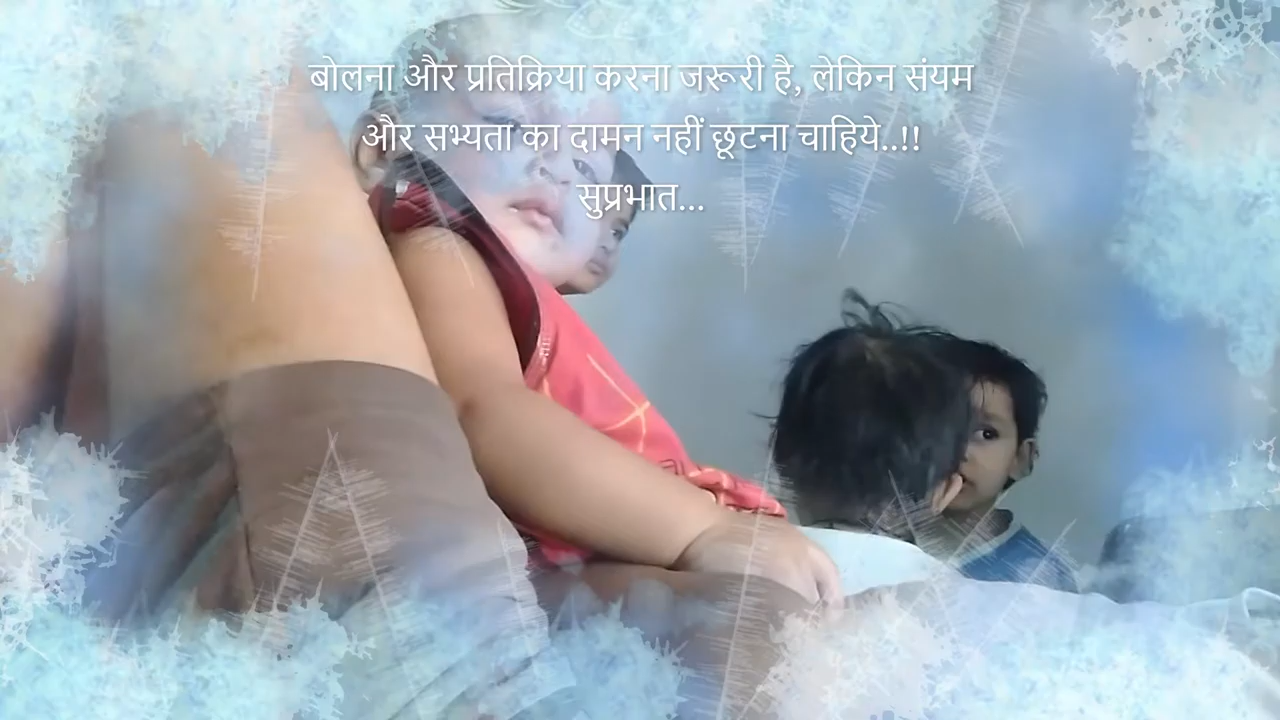 बोलना और प्रतिक्रिया करना जरूरी है, लेकिन संयम
और सभ्यता का दामन नहीं छूटना चाहिये..!!
सुप्रभात...